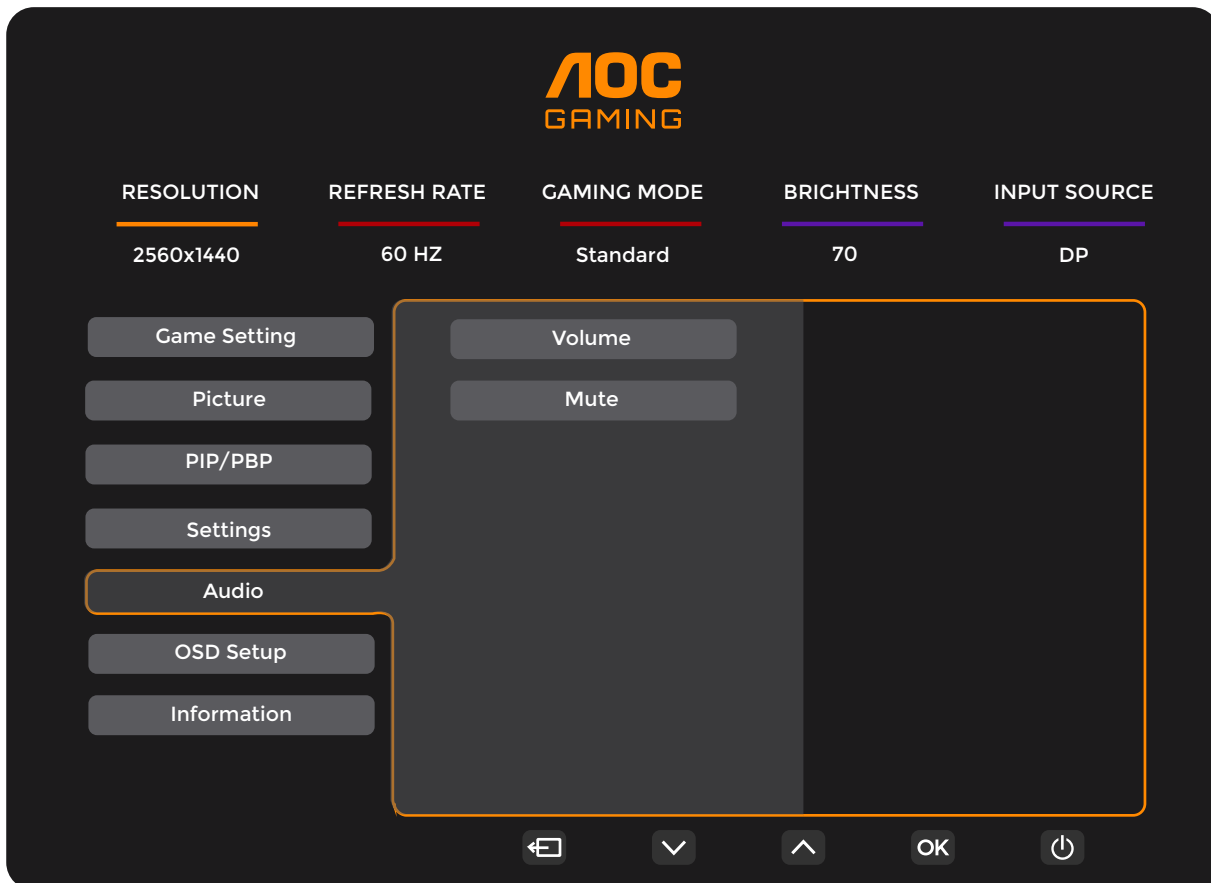 AOC
GAMING
RESOLUTION REFRESH RATE GAMING MODE BRIGHTNESS INPUT SOURCE
2560x1440 60 HZ Standard 70 DP
Game Setting Volume
Picture Mute
PIP/PBP
Settings
Audio
OSD Setup
Information
OK